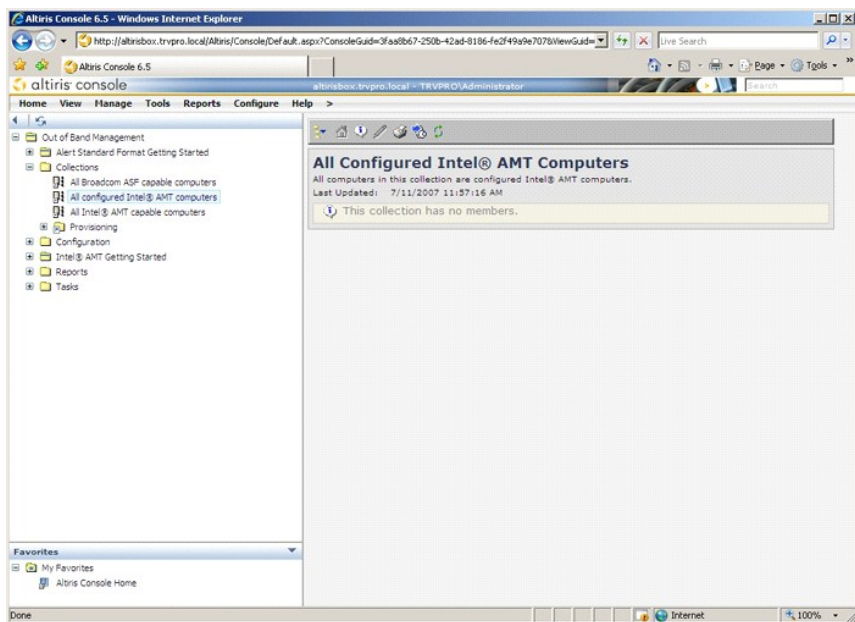 Altiris Console 6.5 - Windows Internet Explorer
http://altirisbox.trvpro.local/Altiris/Console/Default.aspx?ConsoleGuid=3faa8b67-250b-42ad-8186-fe2f49a9e707&ViewGuid=
Live Search
Altiris Console 6.5
Page
Tools
altiris console
altirisbox.trvpro.local - TRVPRO\Administrator
Search
Home View Manage Tools Reports Configure Help >
Out of Band Management
Alert Standard Format Getting Started
Collections
All Broadcom ASF capable computers
All configured Intel® AMT computers
All Intel® AMT capable computers
Provisioning
Configuration
Intel® AMT Getting Started
Reports
Tasks
All Configured Intel® AMT Computers
All computers in this collection are configured Intel® AMT computers.
Last Updated: 7/11/2007 11:57:16 AM
This collection has no members.
Favorites
My Favorites
Altiris Console Home
Done
Internet
100%